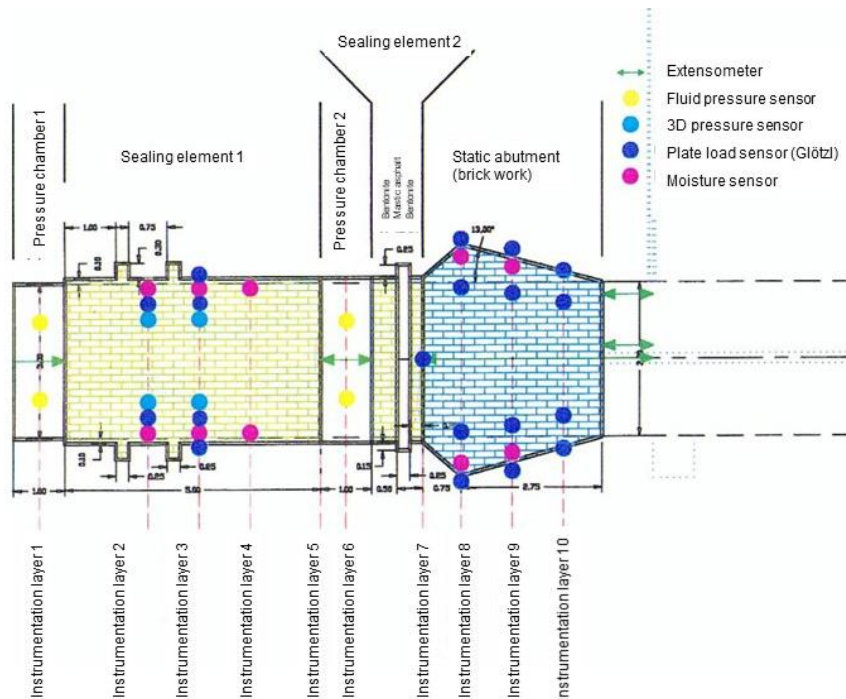 Sealing element 2
Extensometer
Fluid pressure sensor
3D pressure sensor
Plate load sensor (Glötzl)
Moisture sensor
Pressure chamber 1
Sealing element 1
Pressure chamber 2
Bentonite
Mastic asphalt
Bentonite
Static abutment
(brick work)
1.00
0.75
0.30
0.25
13,00°
0.10
0.15
0.25
0.25
0.25
1.00
5.00
1.00
0.50
0.75
2.75
Instrumentation layer 1
Instrumentation layer 2
Instrumentation layer 3
Instrumentation layer 4
Instrumentation layer 5
Instrumentation layer 6
Instrumentation layer 7
Instrumentation layer 8
Instrumentation layer 9
nstrumentation layer 10